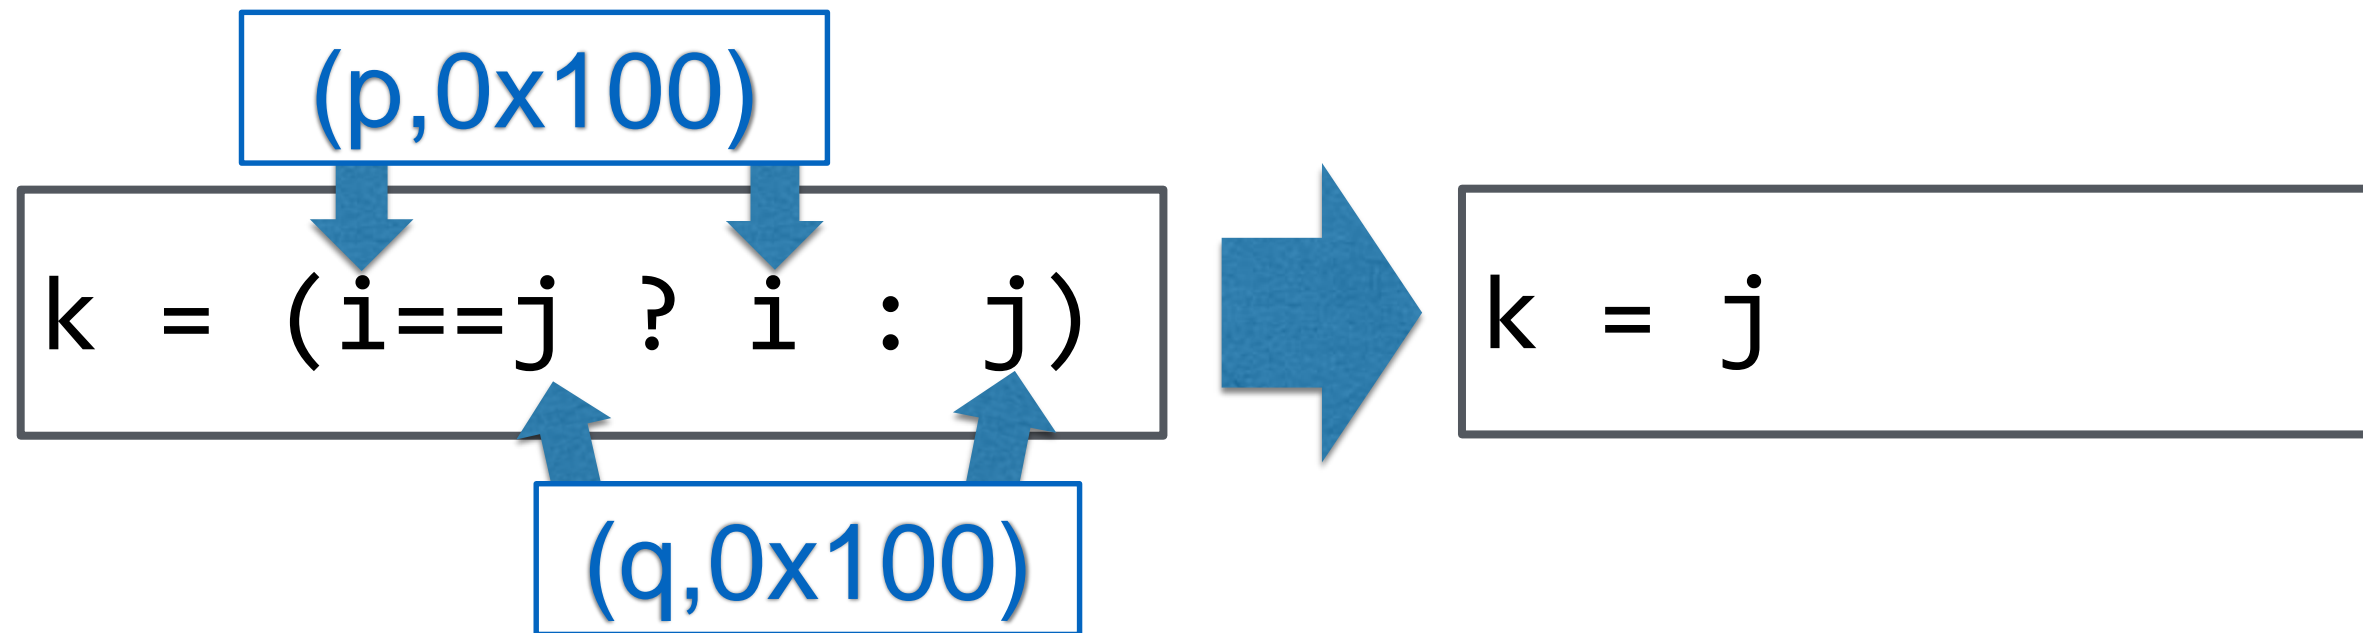 (p,0x100)
k = (i==j ? i : j)
k = j
(q,0x100)